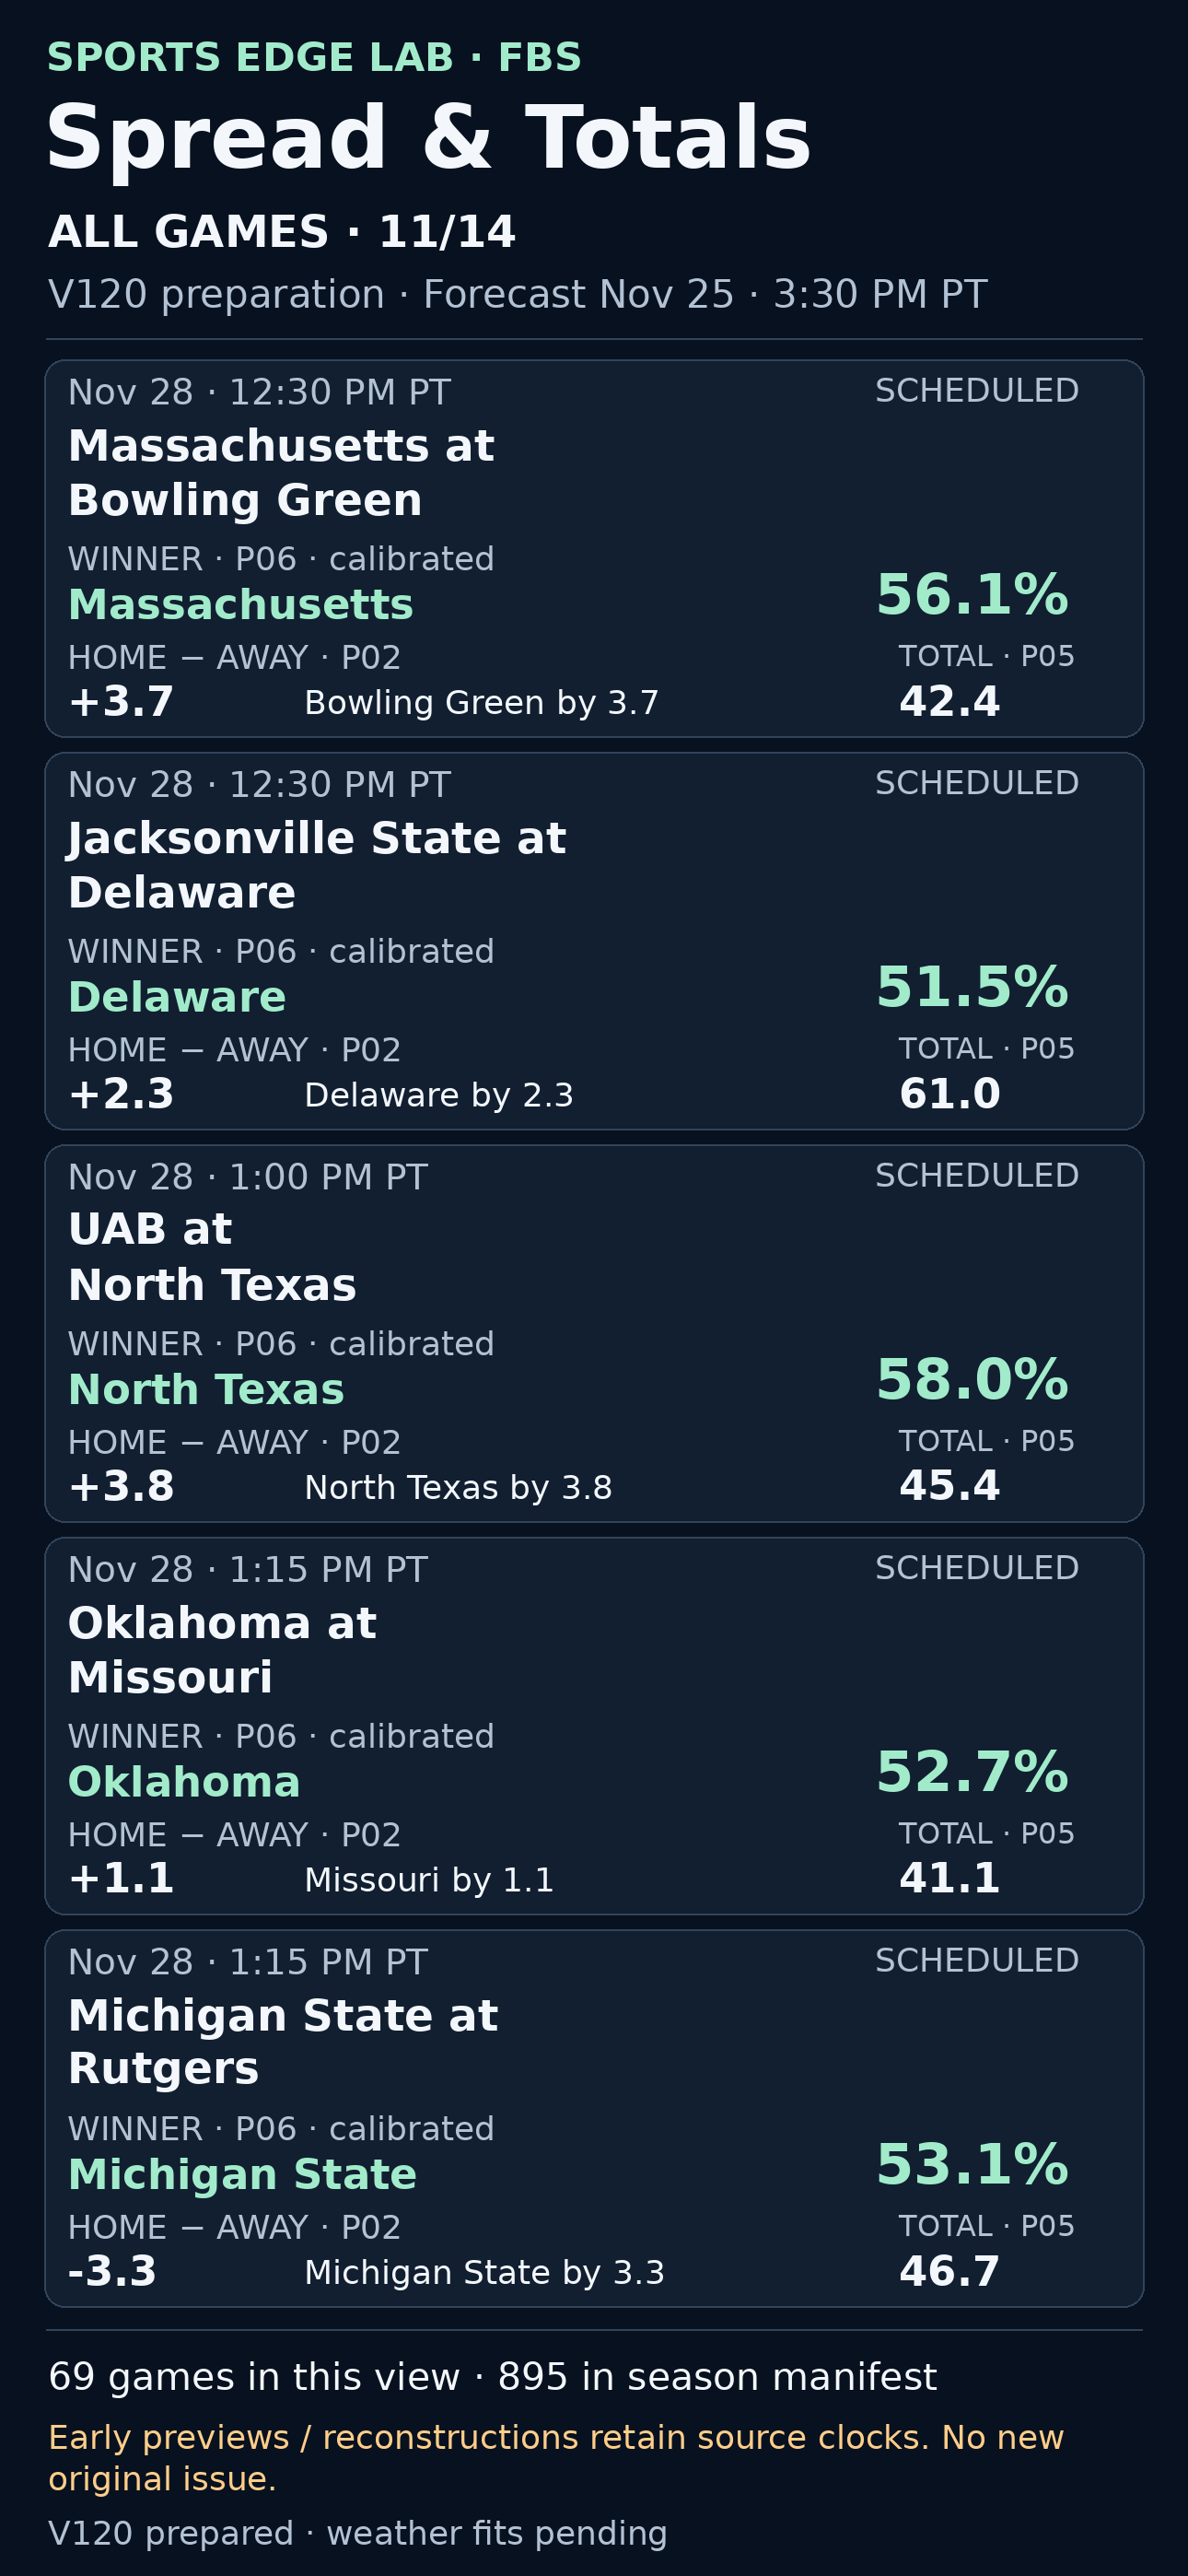 SPORTS EDGE LAB · FBS
Spread & Totals
ALL GAMES · 11/14
V120 preparation · Forecast Nov 25 · 3:30 PM PT
Nov 28 · 12:30 PM PT SCHEDULED
Massachusetts at
Bowling Green
WINNER · P06 · calibrated
Massachusetts 56.1%
HOME − AWAY · P02 TOTAL · P05
+3.7 Bowling Green by 3.7 42.4
Nov 28 · 12:30 PM PT SCHEDULED
Jacksonville State at
Delaware
WINNER · P06 · calibrated
Delaware 51.5%
HOME − AWAY · P02 TOTAL · P05
+2.3 Delaware by 2.3 61.0
Nov 28 · 1:00 PM PT SCHEDULED
UAB at
North Texas
WINNER · P06 · calibrated
North Texas 58.0%
HOME − AWAY · P02 TOTAL · P05
+3.8 North Texas by 3.8 45.4
Nov 28 · 1:15 PM PT SCHEDULED
Oklahoma at
Missouri
WINNER · P06 · calibrated
Oklahoma 52.7%
HOME − AWAY · P02 TOTAL · P05
+1.1 Missouri by 1.1 41.1
Nov 28 · 1:15 PM PT SCHEDULED
Michigan State at
Rutgers
WINNER · P06 · calibrated
Michigan State 53.1%
HOME − AWAY · P02 TOTAL · P05
-3.3 Michigan State by 3.3 46.7
69 games in this view · 895 in season manifest
Early previews / reconstructions retain source clocks. No new
original issue.
V120 prepared · weather fits pending